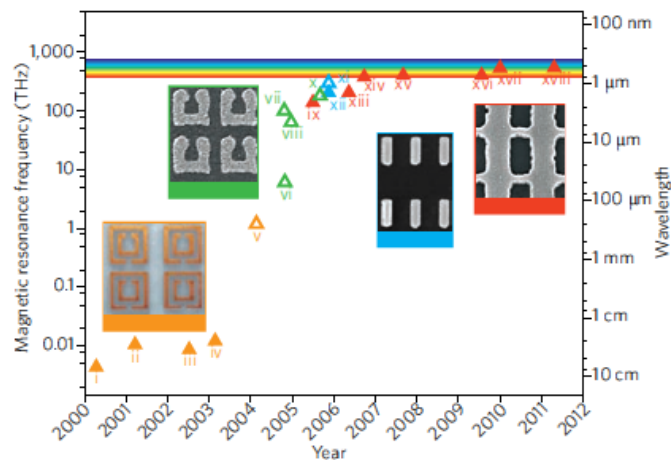 100 nm
1,000
xi
x
xiv
xv
xvi
xvii
xviii
1 μm
vii
100
viii
ix
xii
xiii
10 μm
10
vi
100 μm
1
v
1 mm
0.1
1 cm
0.01
i
ii
iii
iv
10 cm
Magnetic resonance frequency (THz)
Wavelength
2000 2001 2002 2003 2004 2005 2006 2007 2008 2009 2010 2011 2012
Year